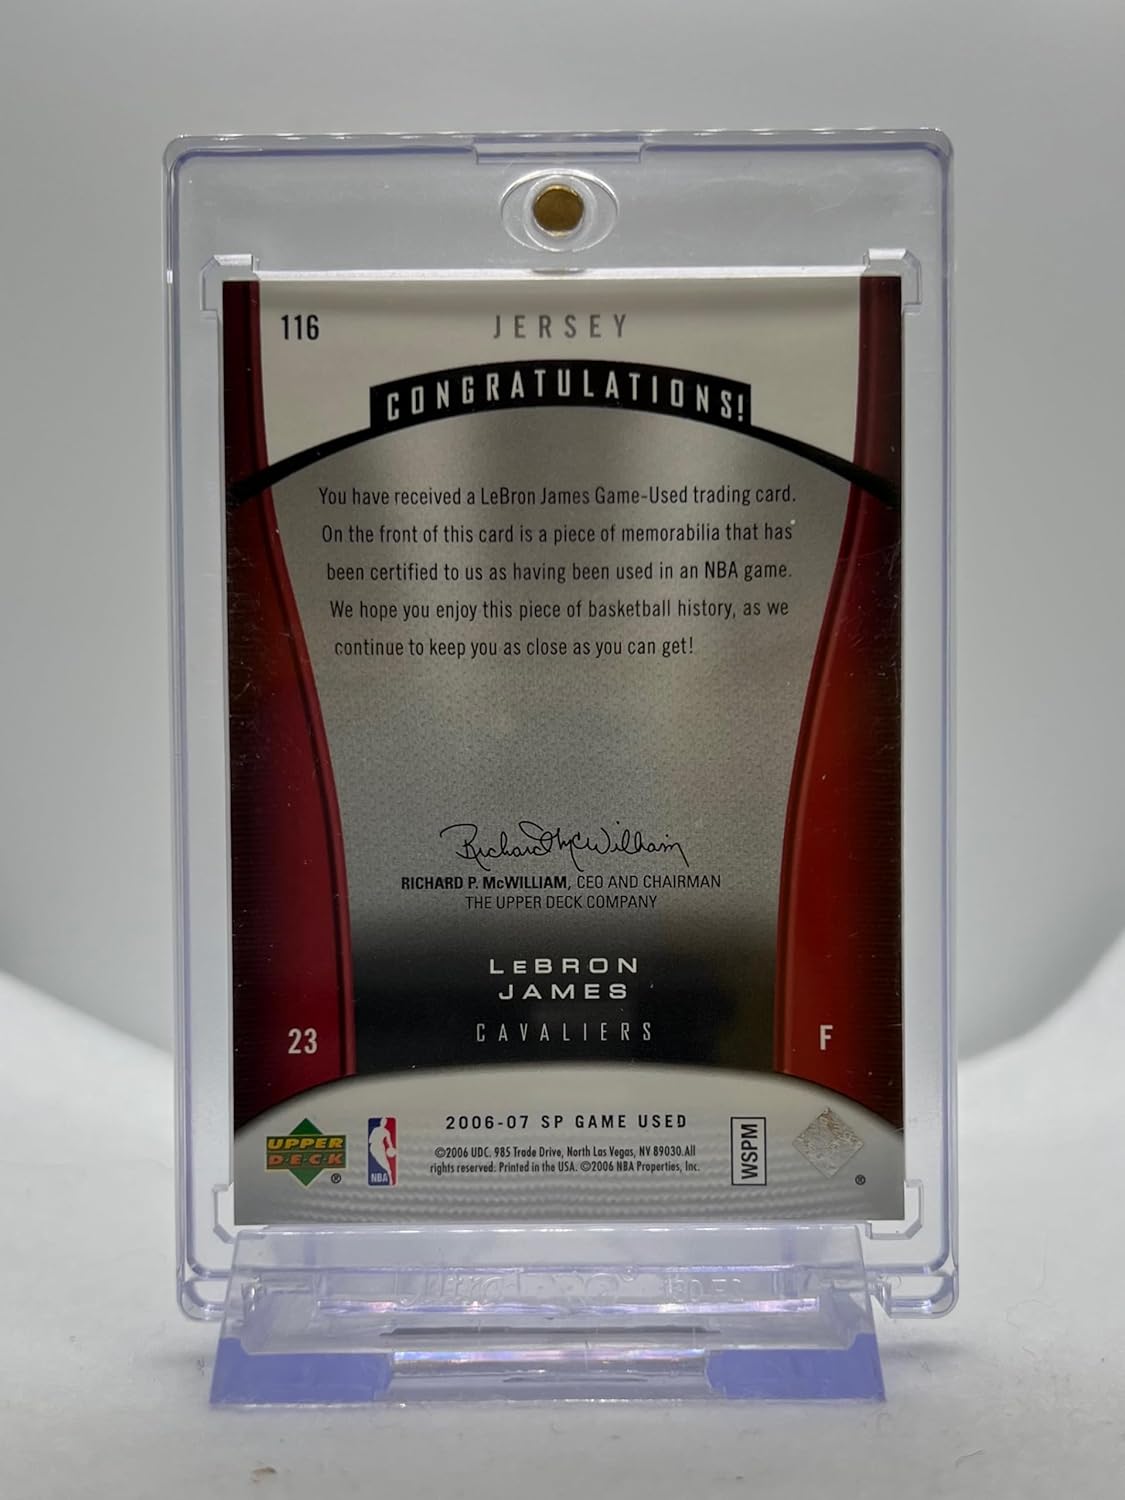 116
JERSEY
CONGRATULATIONS!
You have received a LeBron James Game-Used trading card.
On the front of this card is a piece of memorabilia that has
been certified to us as having been used in an NBA game.
We hope you enjoy this piece of basketball history, as we
continue to keep you as close as you can get!
Richard McWilliam
RICHARD P. McWILLIAM, CEO AND CHAIRMAN
THE UPPER DECK COMPANY
LEBRON
JAMES
CAVALIERS
23
F
2006-07 SP GAME USED
UPPER
DECK
®
NBA
©2006 UDC. 985 Trade Drive, North Las Vegas, NV 89030.All
rights reserved. Printed in the USA. ©2006 NBA Properties, Inc.
WSPM
®